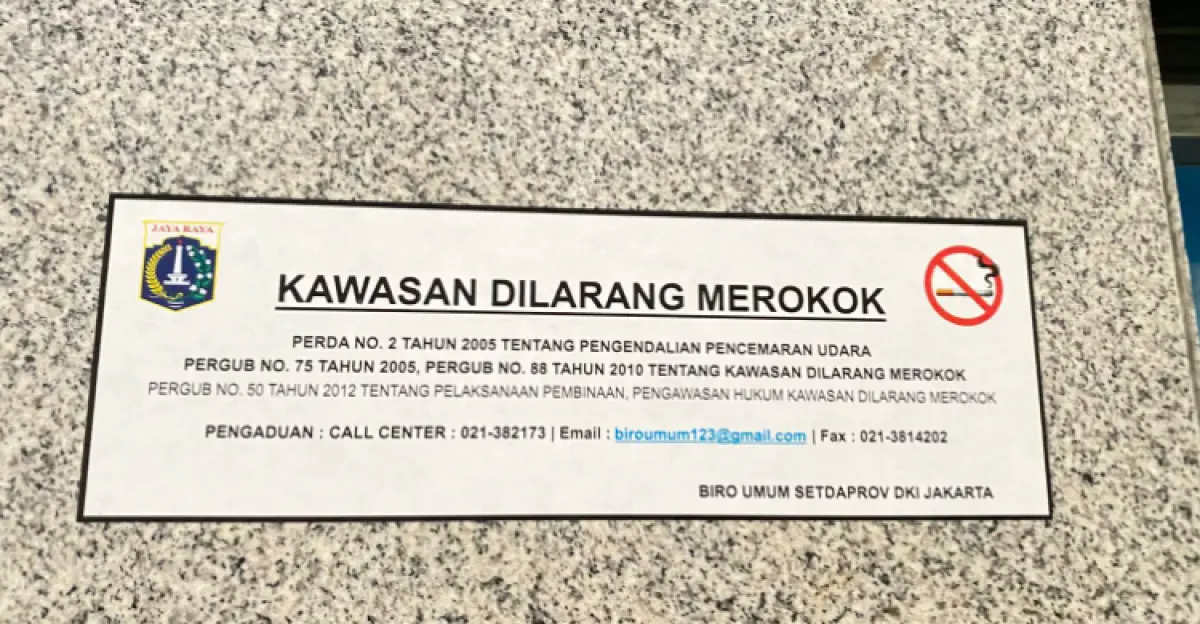 JAYA RAYA
KAWASAN DILARANG MEROKOK
PERDA NO. 2 TAHUN 2005 TENTANG PENGENDALIAN PENCEMARAN UDARA
PERGUB NO. 75 TAHUN 2005, PERGUB NO. 88 TAHUN 2010 TENTANG KAWASAN DILARANG MEROKOK
PERGUB NO. 50 TAHUN 2012 TENTANG PELAKSANAAN PEMBINAAN, PENGAWASAN HUKUM KAWASAN DILARANG MEROKOK
PENGADUAN : CALL CENTER : 021-382173 | Email : biroumum123@gmail.com | Fax : 021-3814202
BIRO UMUM SETDAPROV DKI JAKARTA